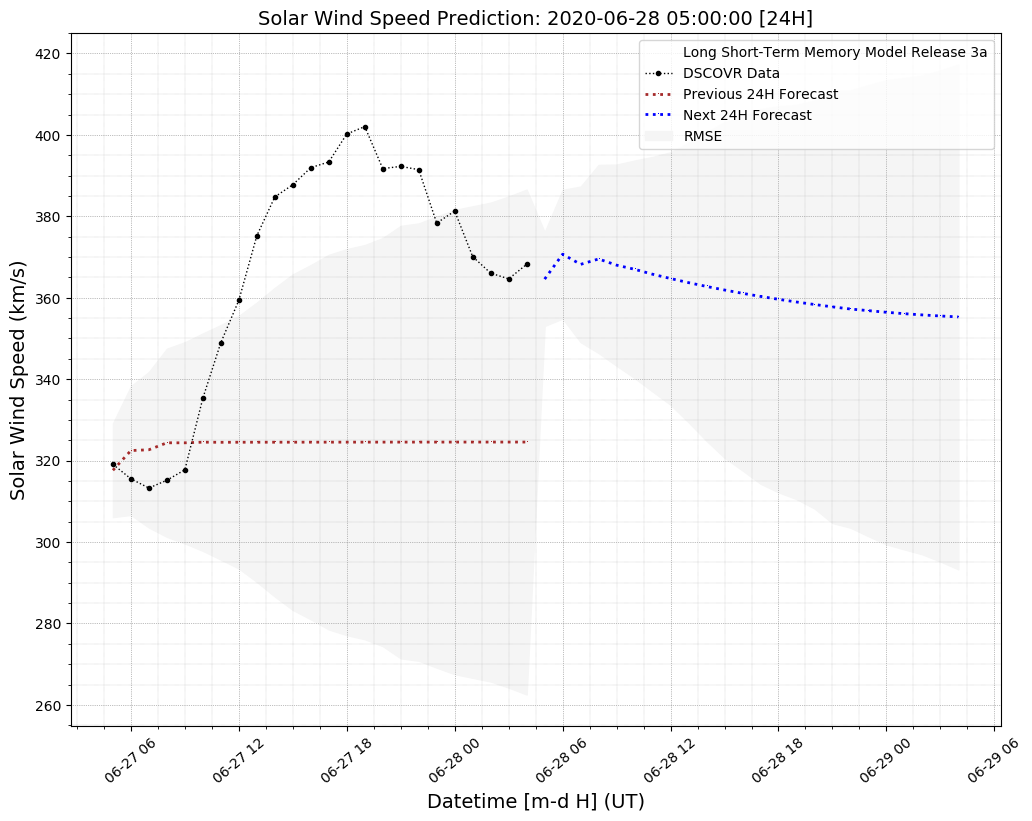 Solar Wind Speed Prediction: 2020-06-28 05:00:00 [24H]
Long Short-Term Memory Model Release 3a
DSCOVR Data
Previous 24H Forecast
Next 24H Forecast
RMSE
Solar Wind Speed (km/s)
420
400
380
360
340
320
300
280
260
06-27 06
06-27 12
06-27 18
06-28 00
06-28 06
06-28 12
06-28 18
06-29 00
06-29 06
Datetime [m-d H] (UT)